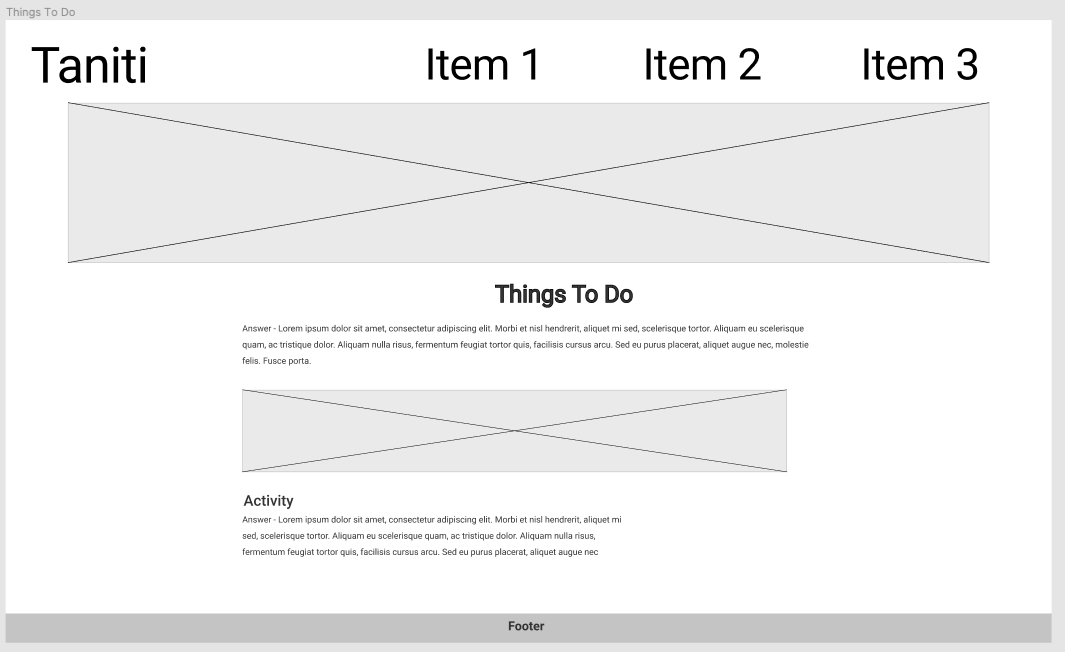 Things To Do
Taniti Item 1 Item 2 Item 3
Things To Do
Answer - Lorem ipsum dolor sit amet, consectetur adipiscing elit. Morbi et nisl hendrerit, aliquet mi sed, scelerisque tortor. Aliquam eu scelerisque
quam, ac tristique dolor. Aliquam nulla risus, fermentum feugiat tortor quis, facilisis cursus arcu. Sed eu purus placerat, aliquet augue nec, molestie
felis. Fusce porta.
Activity
Answer - Lorem ipsum dolor sit amet, consectetur adipiscing elit. Morbi et nisl hendrerit, aliquet mi
sed, scelerisque tortor. Aliquam eu scelerisque quam, ac tristique dolor. Aliquam nulla risus,
fermentum feugiat tortor quis, facilisis cursus arcu. Sed eu purus placerat, aliquet augue nec
Footer